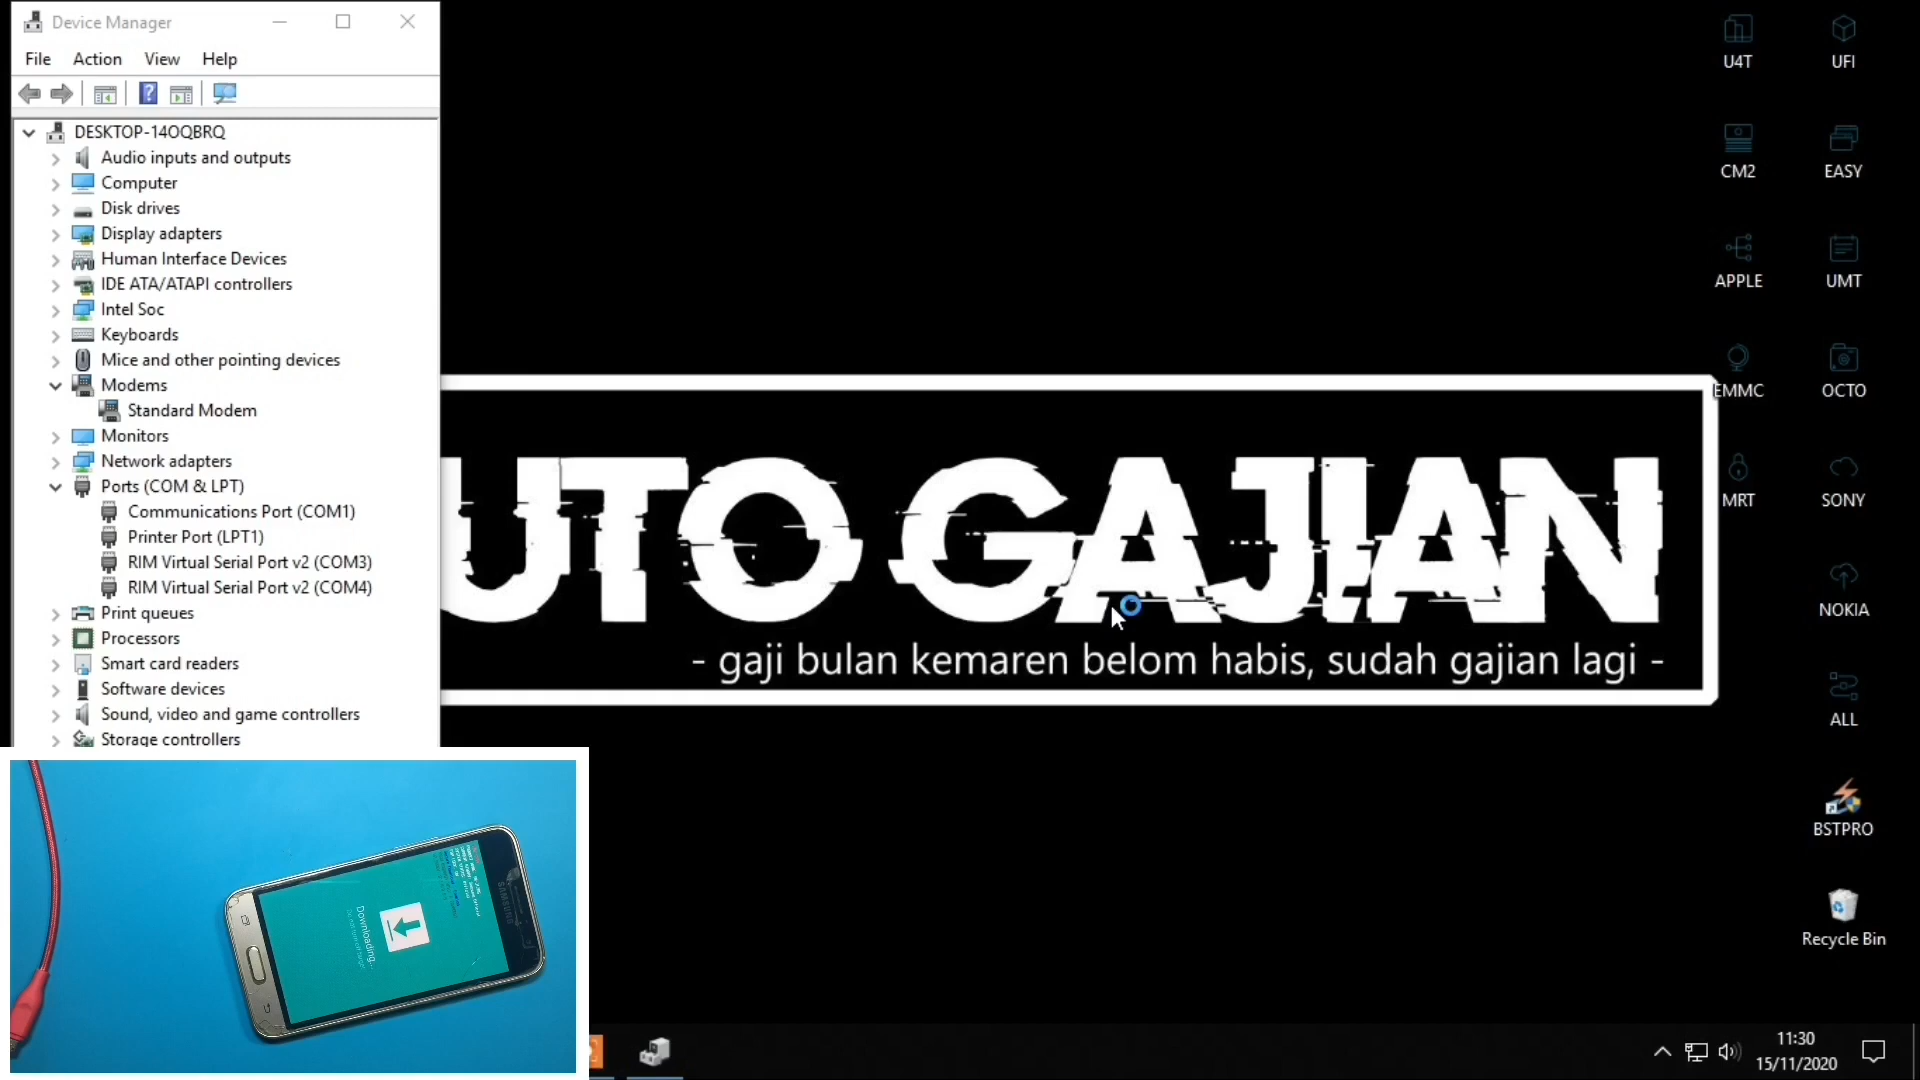 Device Manager
File Action View Help
DESKTOP-14OQBRQ
Audio inputs and outputs
Computer
Disk drives
Display adapters
Human Interface Devices
IDE ATA/ATAPI controllers
Intel Soc
Keyboards
Mice and other pointing devices
Modems
Standard Modem
Monitors
Network adapters
Ports (COM & LPT)
Communications Port (COM1)
Printer Port (LPT1)
RIM Virtual Serial Port v2 (COM3)
RIM Virtual Serial Port v2 (COM4)
Print queues
Processors
Smart card readers
Software devices
Sound, video and game controllers
Storage controllers
UTO GAJIAN
- gaji bulan kemaren belom habis, sudah gajian lagi -
U4T
UFI
CM2
EASY
APPLE
UMT
EMMC
OCTO
MRT
SONY
NOKIA
ALL
BSTPRO
Recycle Bin
SAMSUNG
Downloading...
11:30
15/11/2020